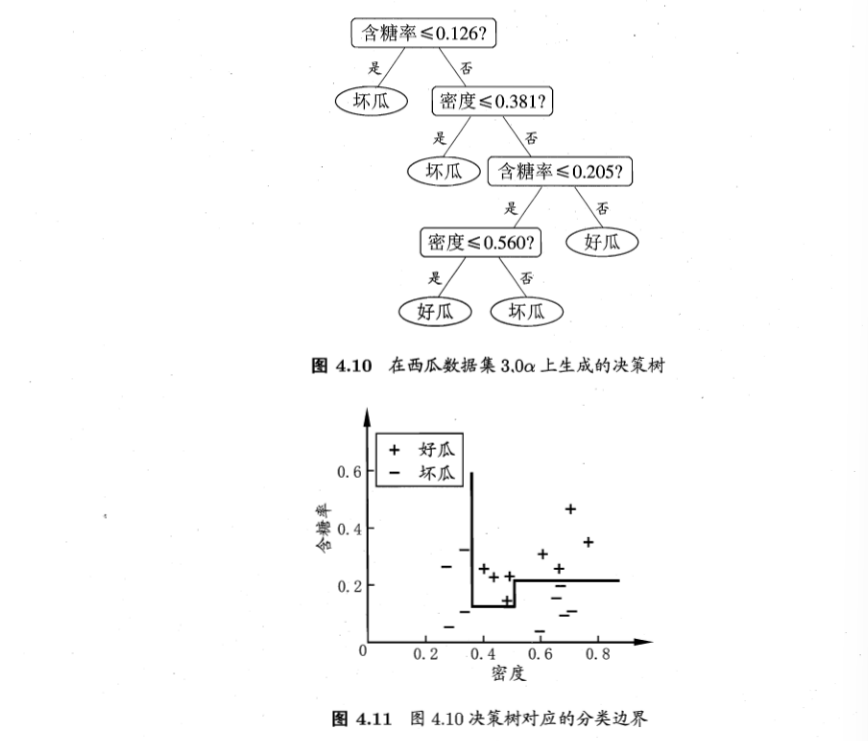 含糖率≤0.126?
是 否
坏瓜 密度≤0.381?
是 否
坏瓜 含糖率≤0.205?
是 否
密度≤0.560? 好瓜
是 否
好瓜 坏瓜
图 4.10 在西瓜数据集 3.0α 上生成的决策树
+ 好瓜
− 坏瓜
0.6
0.4
0.2
含糖率
0 0.2 0.4 0.6 0.8
密度
图 4.11 图 4.10 决策树对应的分类边界